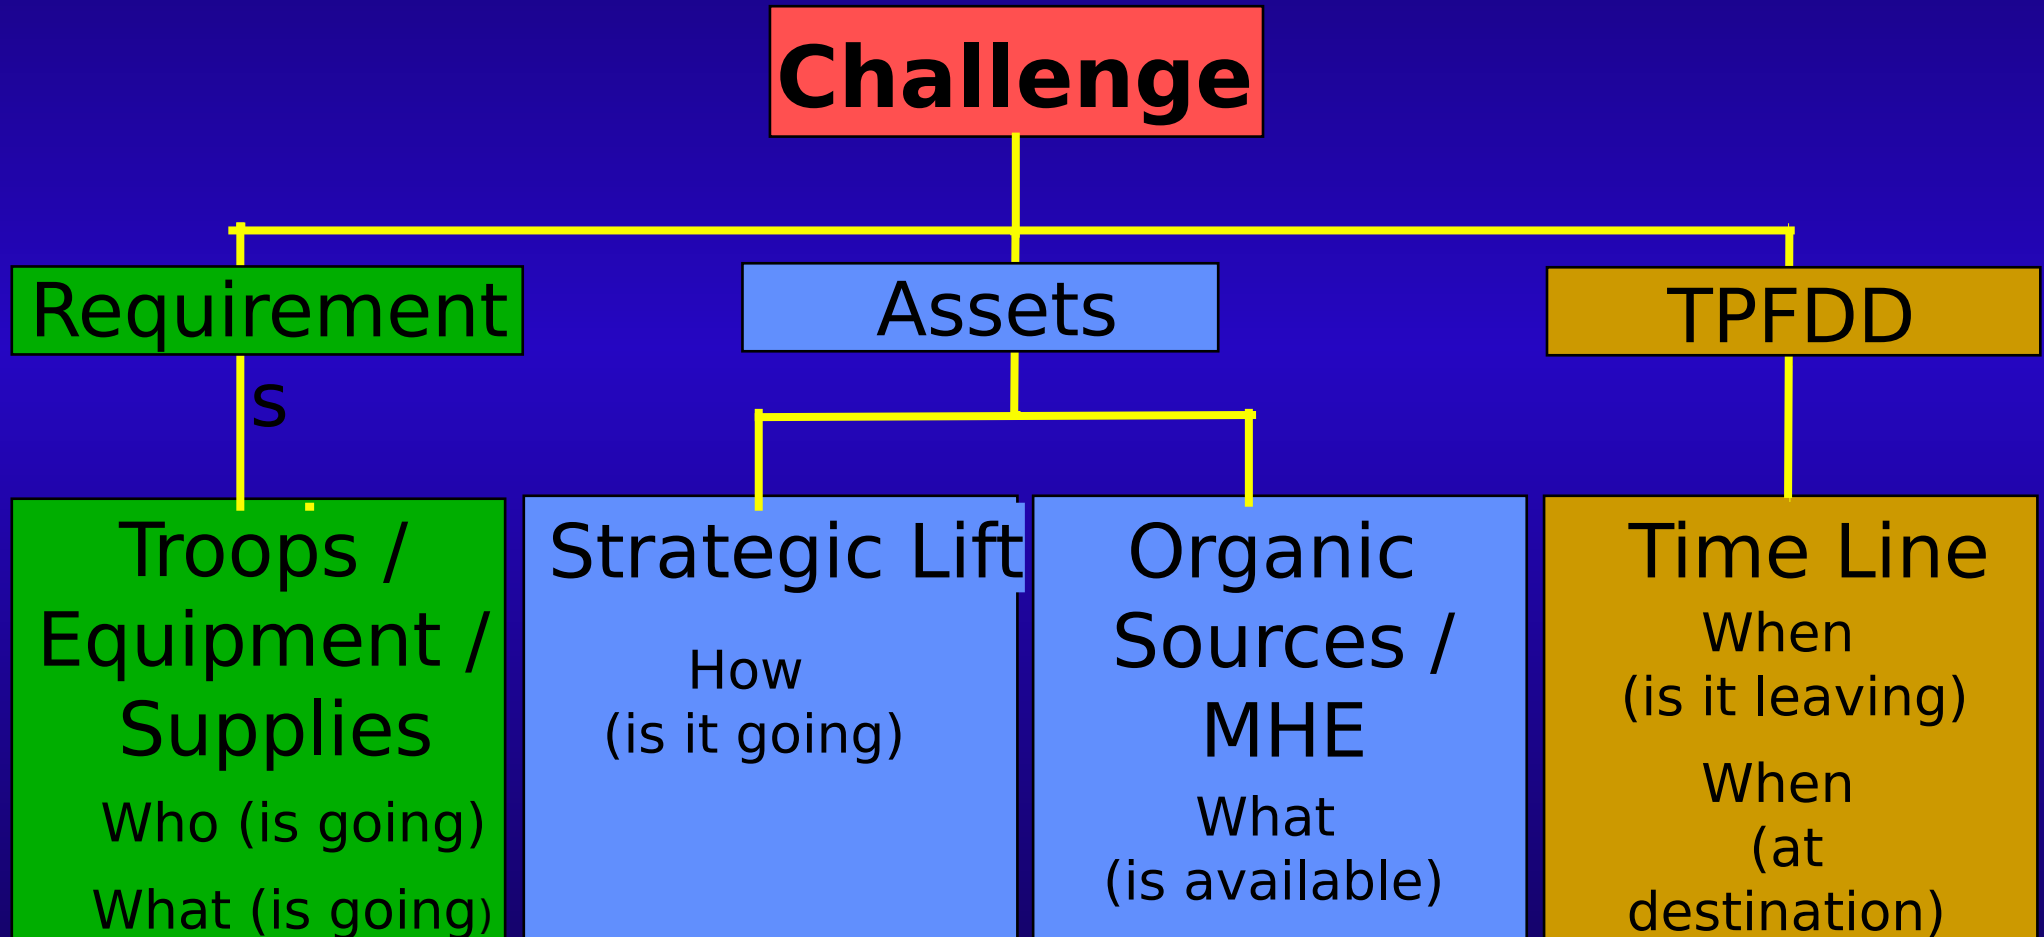 Challenge
Requirement
s
Assets
TPFDD
Troops /
Equipment /
Supplies
Who (is going)
What (is going)
Strategic Lift
How
(is it going)
Organic
Sources /
MHE
What
(is available)
Time Line
When
(is it leaving)
When
(at
destination)